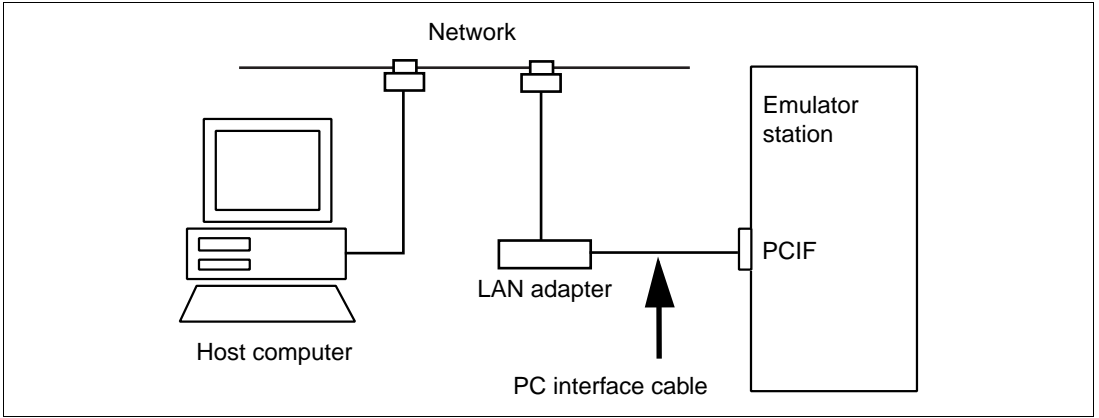 Network
Emulator
station
PCIF
LAN adapter
Host computer
PC interface cable